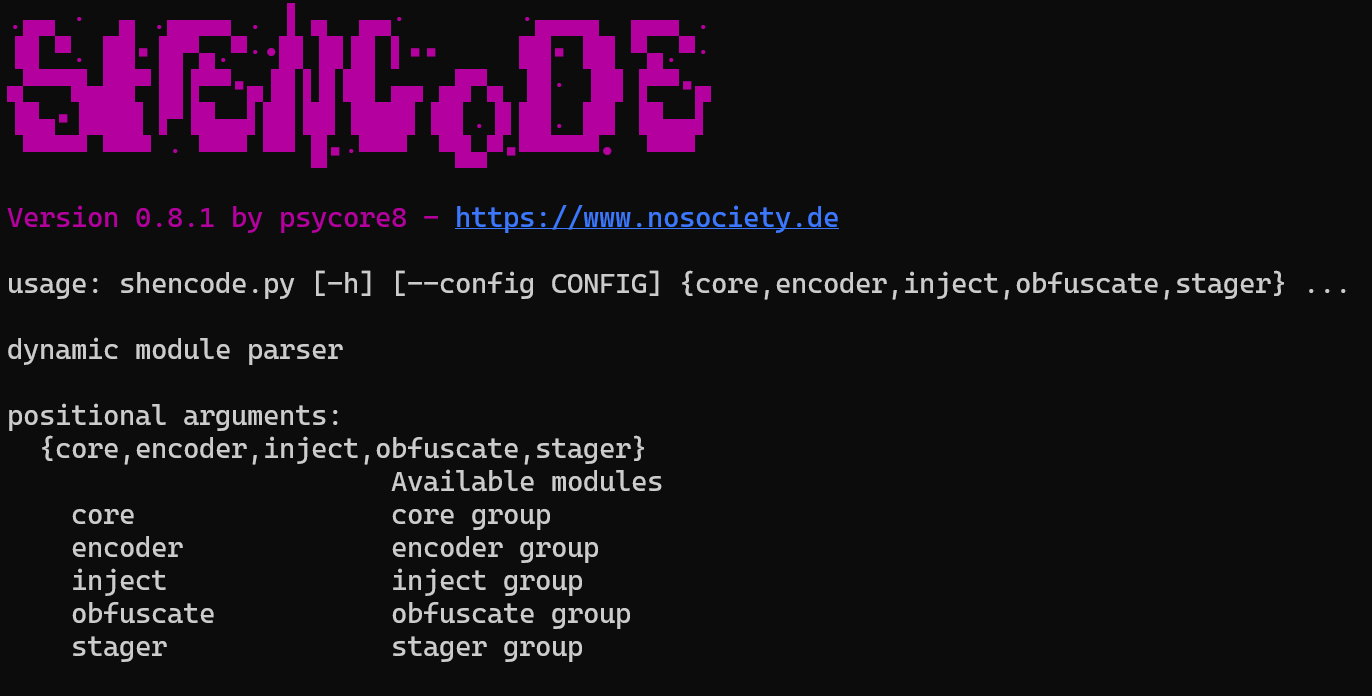 ShenCoDE
Version 0.8.1 by psycore8 - https://www.nosociety.de
usage: shencode.py [-h] [--config CONFIG] {core,encoder,inject,obfuscate,stager} ...
dynamic module parser
positional arguments:
{core,encoder,inject,obfuscate,stager}
Available modules
core core group
encoder encoder group
inject inject group
obfuscate obfuscate group
stager stager group